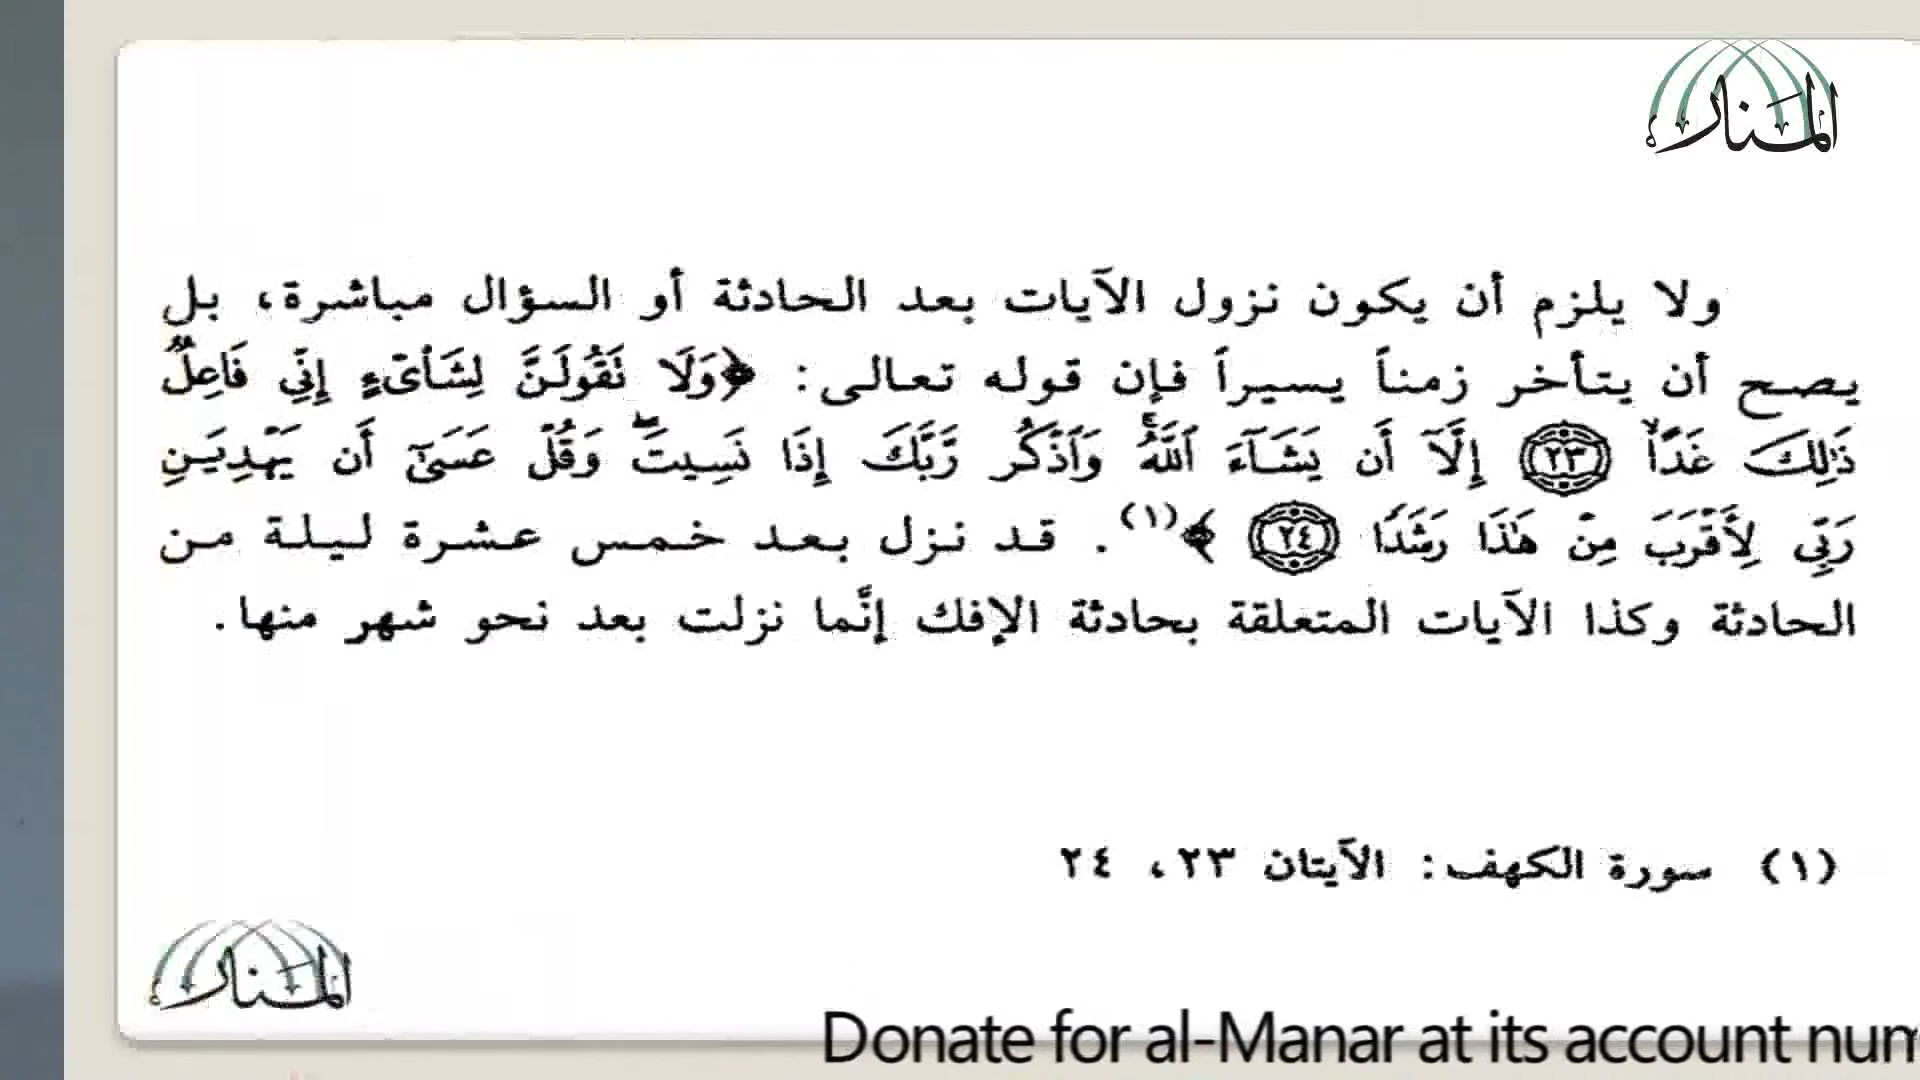 المنار
ولا يلزم أن يكون نزول الآيات بعد الحادثة أو السؤال مباشرة، بل
يصح أن يتأخر زمناً يسيراً فإن قوله تعالى: ﴿وَلَا نَقُولَنَّ لِشَاْىۡءٍ إِنِّي فَاعِلٌ
ذَٰلِكَ غَدًا ٢٣ إِلَّآ أَن يَشَآءَ ٱللَّهُۚ وَٱذۡكُر رَّبَّكَ إِذَا نَسِيتَۖ وَقُلۡ عَسَىٰٓ أَن يَهۡدِيَنِ
رَبِّي لِأَقۡرَبَ مِنۡ هَٰذَا رَشَدٗا ٢٤ ﴾(١). قد نزل بعد خمس عشرة ليلة من
الحادثة وكذا الآيات المتعلقة بحادثة الإفك إنَّما نزلت بعد نحو شهر منها.
(١) سورة الكهف: الآيتان ٢٣، ٢٤
المنار
Donate for al-Manar at its account num